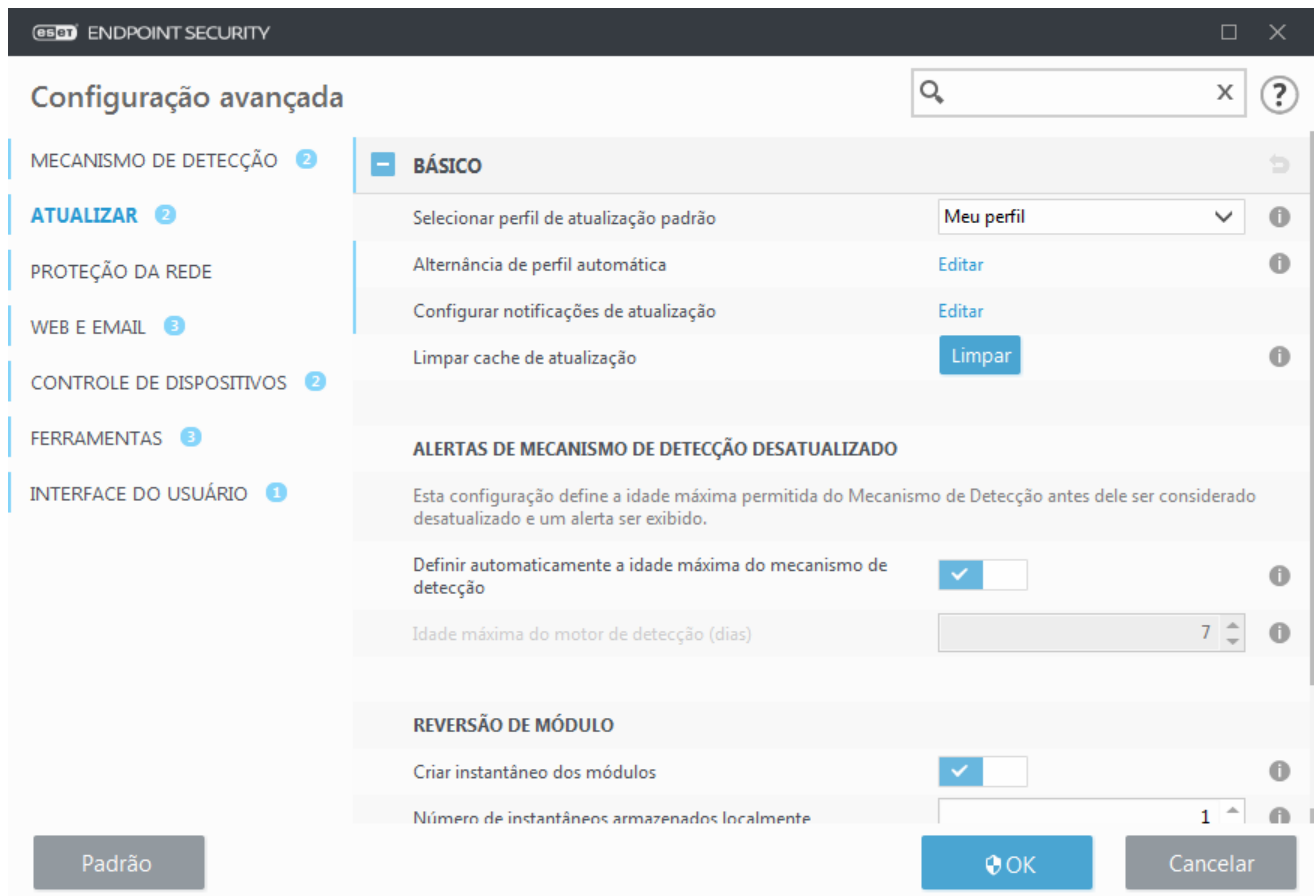 eset ENDPOINT SECURITY
Configuração avançada
X
?
MECANISMO DE DETECÇÃO 2
ATUALIZAR 2
PROTEÇÃO DA REDE
WEB E EMAIL 3
CONTROLE DE DISPOSITIVOS 2
FERRAMENTAS 3
INTERFACE DO USUÁRIO 1
BÁSICO
Selecionar perfil de atualização padrão Meu perfil
Alternância de perfil automática Editar
Configurar notificações de atualização Editar
Limpar cache de atualização Limpar
ALERTAS DE MECANISMO DE DETECÇÃO DESATUALIZADO
Esta configuração define a idade máxima permitida do Mecanismo de Detecção antes dele ser considerado
desatualizado e um alerta ser exibido.
Definir automaticamente a idade máxima do mecanismo de
detecção
Idade máxima do motor de detecção (dias) 7
REVERSÃO DE MÓDULO
Criar instantâneo dos módulos
Número de instantâneos armazenados localmente 1
Padrão
OK
Cancelar